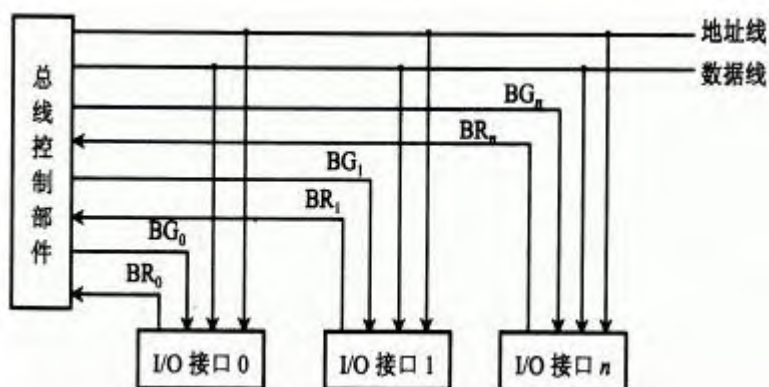 地址线
数据线
总线控制部件
BGₙ
BRₙ
BG₁
BR₁
BG₀
BR₀
I/O 接口 0
I/O 接口 1
I/O 接口 n